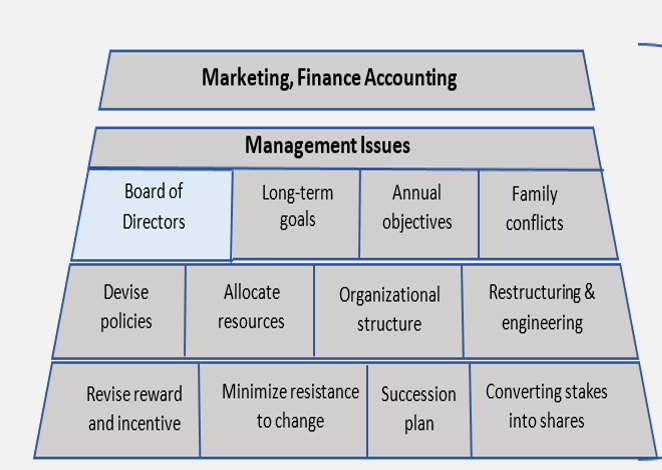 Marketing, Finance Accounting
Management Issues
Board of
Directors
Long-term
goals
Annual
objectives
Family
conflicts
Devise
policies
Allocate
resources
Organizational
structure
Restructuring &
engineering
Revise reward
and incentive
Minimize resistance
to change
Succession
plan
Converting stakes
into shares